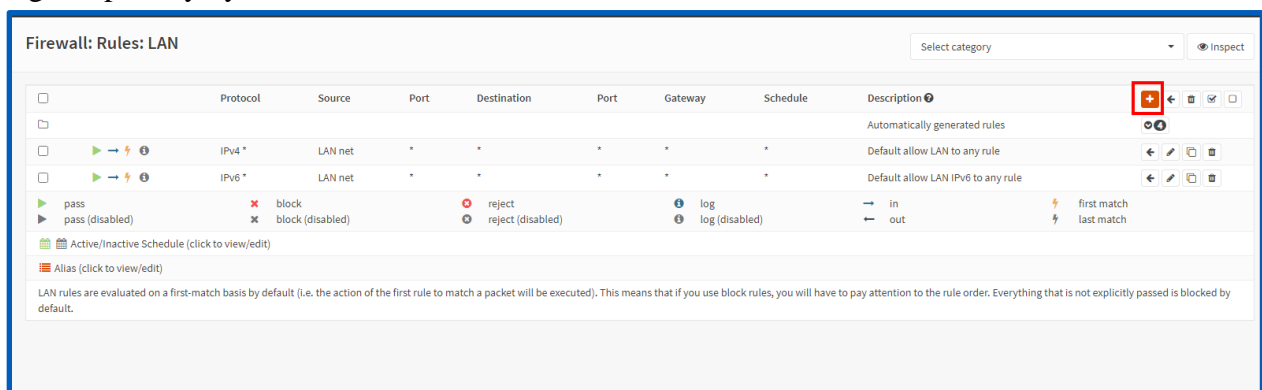 Firewall: Rules: LAN
Select category
Inspect
Protocol Source Port Destination Port Gateway Schedule Description
Automatically generated rules 4
IPv4 * LAN net * * * * * Default allow LAN to any rule
IPv6 * LAN net * * * * * Default allow LAN IPv6 to any rule
pass block reject log in first match
pass (disabled) block (disabled) reject (disabled) log (disabled) out last match
Active/Inactive Schedule (click to view/edit)
Alias (click to view/edit)
LAN rules are evaluated on a first-match basis by default (i.e. the action of the first rule to match a packet will be executed). This means that if you use block rules, you will have to pay attention to the rule order. Everything that is not explicitly passed is blocked by
default.